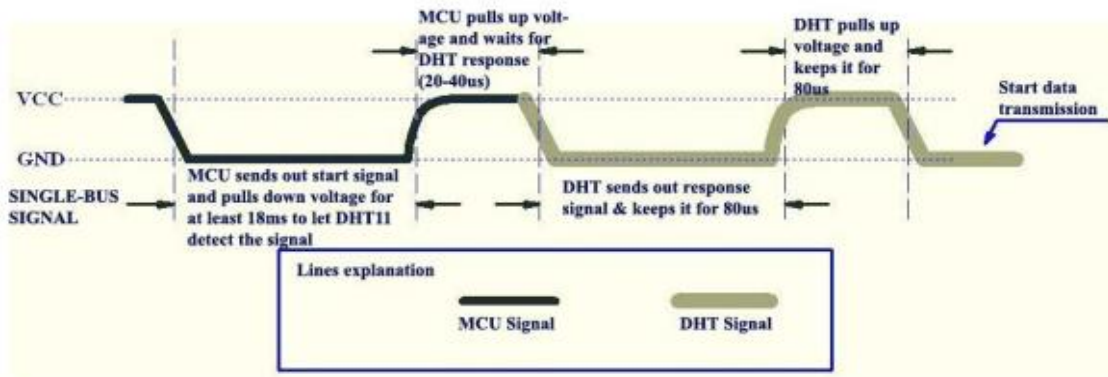 MCU pulls up volt-
age and waits for
DHT response
(20-40us)
DHT pulls up
voltage and
keeps it for
80us
VCC
Start data
transmission
GND
SINGLE-BUS
SIGNAL
MCU sends out start signal
and pulls down voltage for
at least 18ms to let DHT11
detect the signal
DHT sends out response
signal & keeps it for 80us
Lines explanation
MCU Signal
DHT Signal